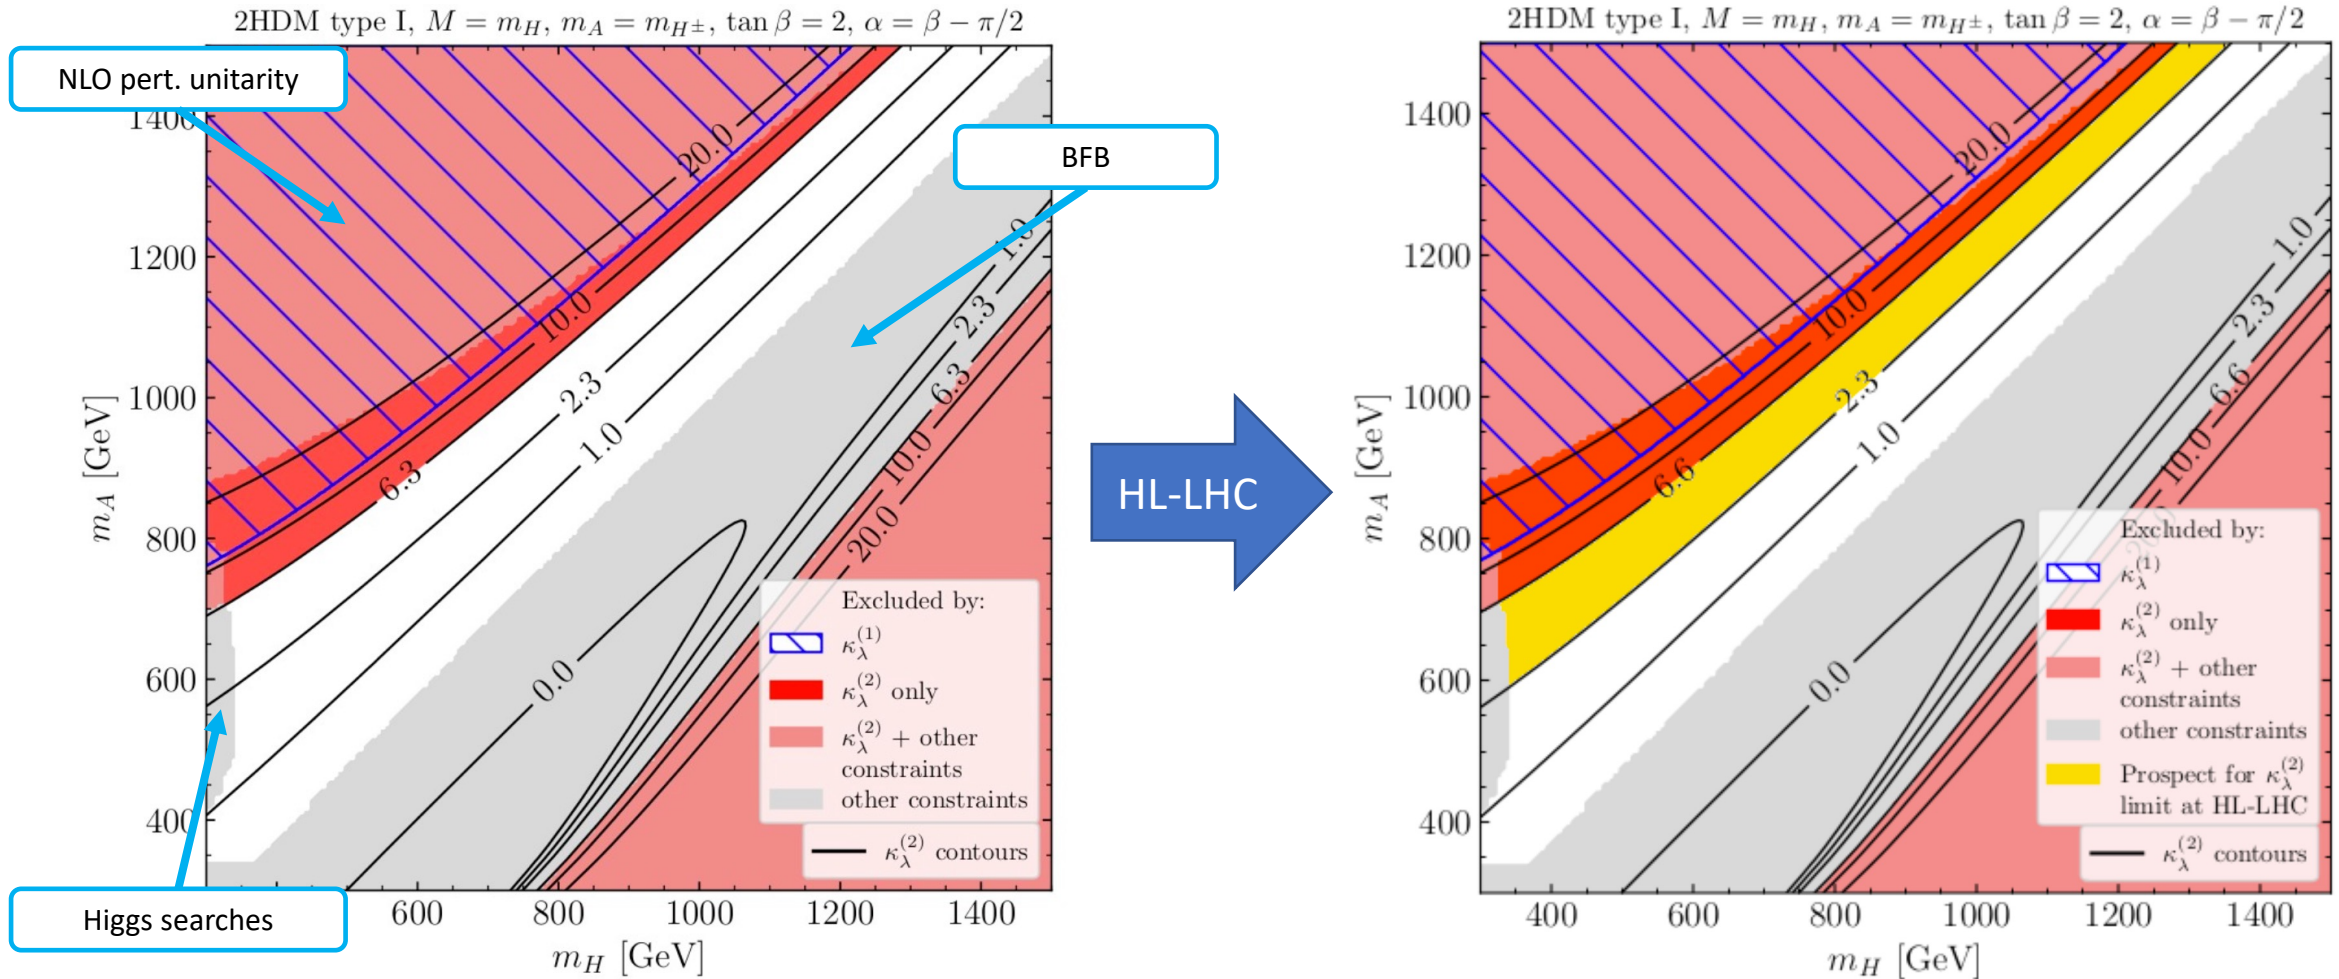 2HDM type I, M = m_H, m_A = m_{H^±}, tan β = 2, α = β − π/2
NLO pert. unitarity
BFB
Higgs searches
1400
1200
1000
800
600
400
m_A [GeV]
600
800
1000
1200
1400
m_H [GeV]
20.0
10.0
6.3
2.3
1.0
0.0
1.0
2.3
6.3
10.0
20.0
Excluded by:
κ_λ^{(1)}
κ_λ^{(2)} only
κ_λ^{(2)} + other
constraints
other constraints
κ_λ^{(2)} contours
HL-LHC
2HDM type I, M = m_H, m_A = m_{H^±}, tan β = 2, α = β − π/2
1400
1200
1000
800
600
400
m_A [GeV]
400
600
800
1000
1200
1400
m_H [GeV]
20.0
10.0
6.6
2.3
1.0
0.0
1.0
2.3
6.6
10.0
Excluded by:
κ_λ^{(1)}
κ_λ^{(2)} only
κ_λ^{(2)} + other
constraints
other constraints
Prospect for κ_λ^{(2)}
limit at HL-LHC
κ_λ^{(2)} contours